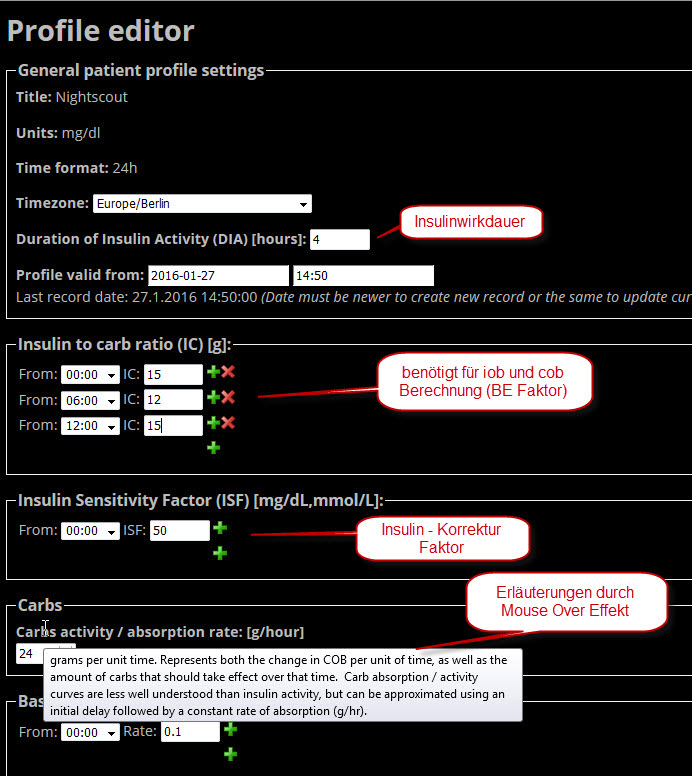 Profile editor
General patient profile settings
Title: Nightscout
Units: mg/dl
Time format: 24h
Timezone: Europe/Berlin
Insulinwirkdauer
Duration of Insulin Activity (DIA) [hours]: 4
Profile valid from: 2016-01-27 14:50
Last record date: 27.1.2016 14:50:00 (Date must be newer to create new record or the same to update cur
Insulin to carb ratio (IC) [g]:
From: 00:00 IC: 15
From: 06:00 IC: 12
From: 12:00 IC: 15
benötigt für iob und cob
Berechnung (BE Faktor)
Insulin Sensitivity Factor (ISF) [mg/dL,mmol/L]:
From: 00:00 ISF: 50
Insulin - Korrektur
Faktor
Carbs
Carbs activity / absorption rate: [g/hour]
24
Erläuterungen durch
Mouse Over Effekt
grams per unit time. Represents both the change in COB per unit of time, as well as the
amount of carbs that should take effect over that time. Carb absorption / activity
curves are less well understood than insulin activity, but can be approximated using an
initial delay followed by a constant rate of absorption (g/hr).
Bas
From: 00:00 Rate: 0.1